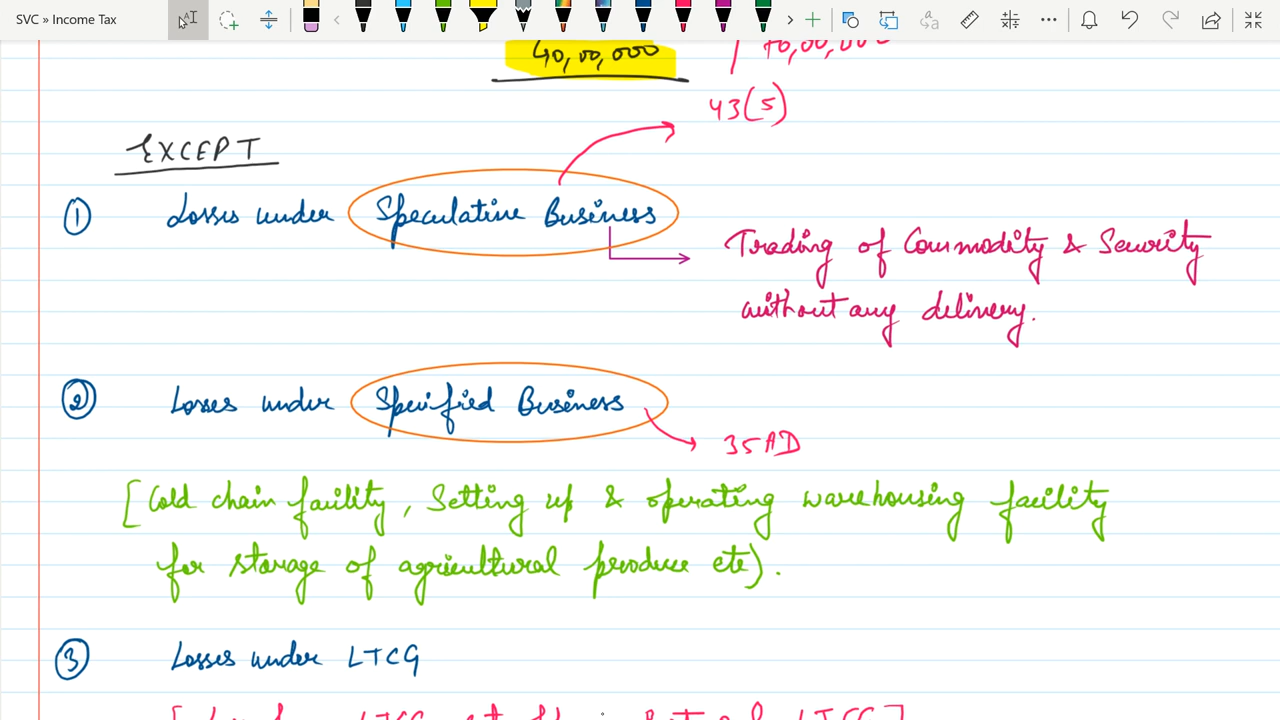 SVC » Income Tax
40,00,000
43(5)
EXCEPT
① Losses under Speculative Business
Trading of Commodity & Security
without any delivery.
② Losses under Specified Business
35AD
[Cold chain facility, Setting up & operating warehousing facility
for storage of agricultural produce etc).
③ Losses under LTCG